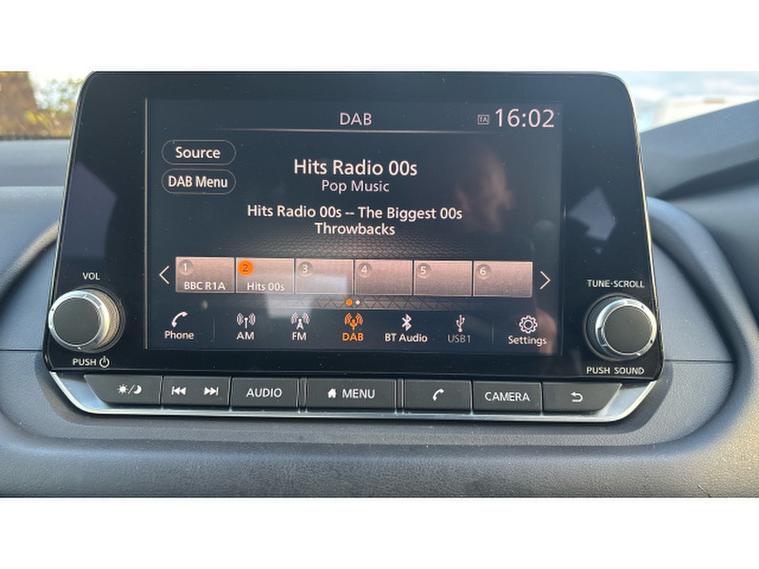 DAB
TA 16:02
Source
DAB Menu
Hits Radio 00s
Pop Music
Hits Radio 00s -- The Biggest 00s
Throwbacks
1 2 3 4 5 6
BBC R1A Hits 00s
Phone AM FM DAB BT Audio USB1 Settings
VOL
PUSH
TUNE·SCROLL
PUSH SOUND
AUDIO MENU CAMERA